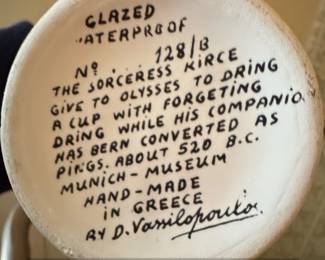 GLAZED
WATERPROOF
Nº 128/B
THE SORCERESS KIRCE
GIVE TO OLYSSES TO DRING
A CUP WITH FORGETING
DRING WHILE HIS COMPANIO
HAS BERN CONVERTED AS
PINGS. ABOUT 520 B.C.
MUNICH-MUSEUM
HAND-MADE
IN GREECE
BY D. Vassilopoulos.